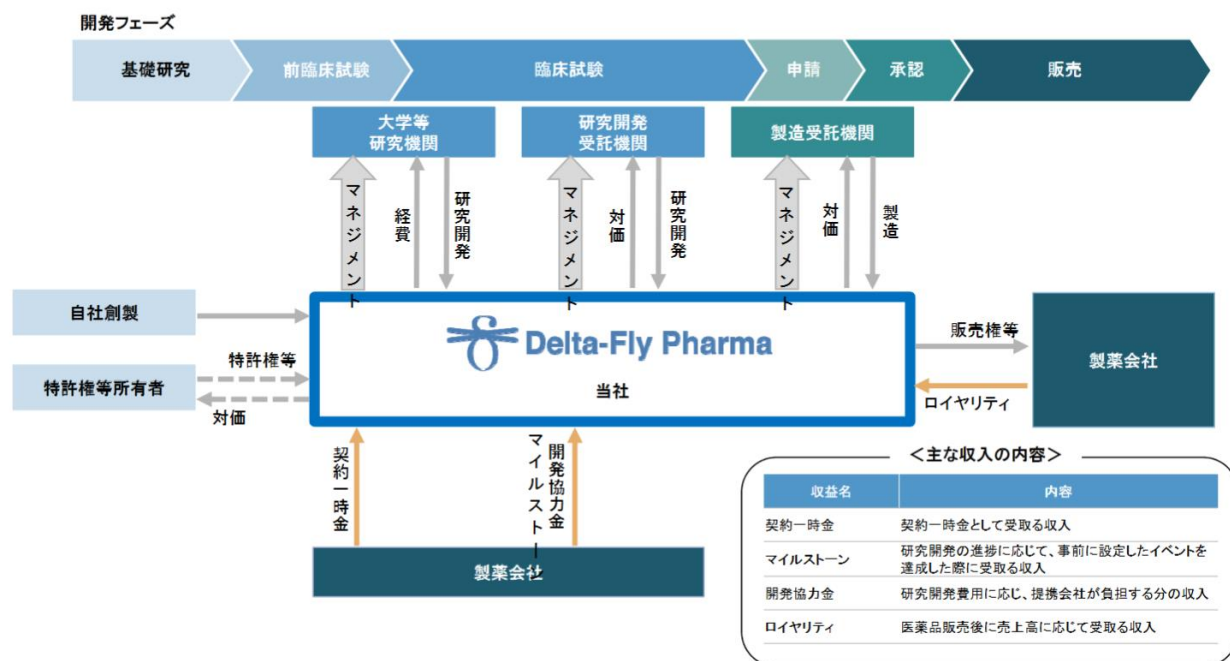 開発フェーズ
基礎研究
前臨床試験
臨床試験
申請
承認
販売
大学等
研究機関
研究開発
受託機関
製造受託機関
マネジメント
経費
研究開発
マネジメント
対価
研究開発
マネジメント
対価
製造
自社創製
特許権等所有者
特許権等
対価
Delta-Fly Pharma
当社
販売権等
ロイヤリティ
製薬会社
契約一時金
マイルストーン
開発協力金
製薬会社
＜主な収入の内容＞
収益名 内容
契約一時金 契約一時金として受取る収入
マイルストーン 研究開発の進捗に応じて、事前に設定したイベントを
達成した際に受取る収入
開発協力金 研究開発費用に応じ、提携会社が負担する分の収入
ロイヤリティ 医薬品販売後に売上高に応じて受取る収入